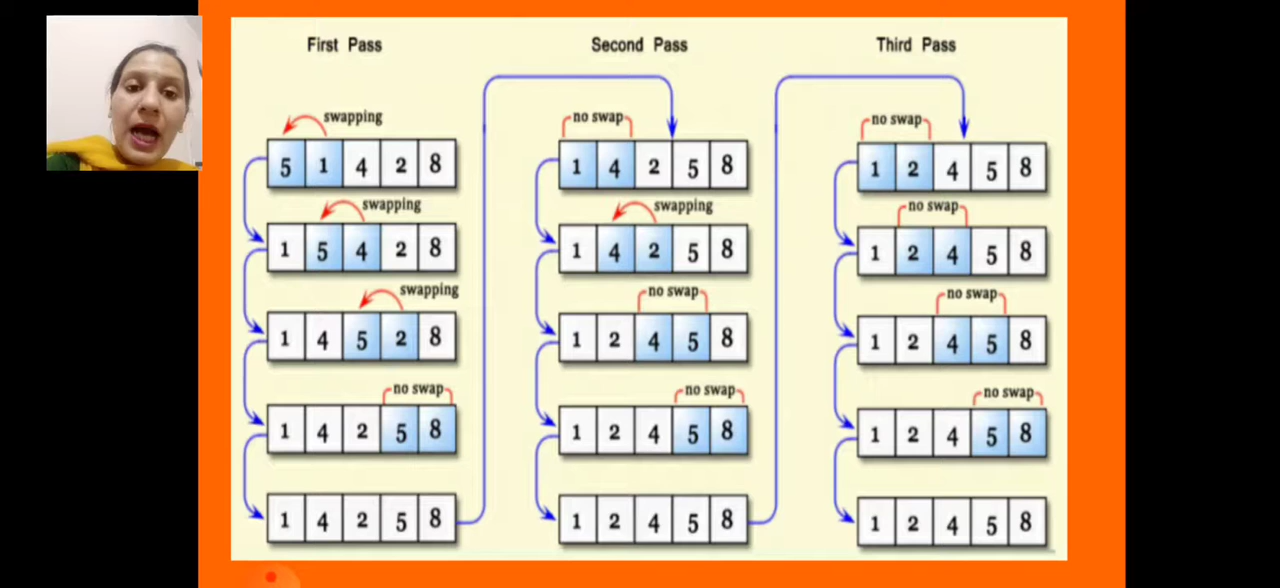 First Pass
swapping
5 1 4 2 8
swapping
1 5 4 2 8
swapping
1 4 5 2 8
no swap
1 4 2 5 8
1 4 2 5 8
Second Pass
no swap
1 4 2 5 8
swapping
1 4 2 5 8
no swap
1 2 4 5 8
no swap
1 2 4 5 8
1 2 4 5 8
Third Pass
no swap
1 2 4 5 8
no swap
1 2 4 5 8
no swap
1 2 4 5 8
no swap
1 2 4 5 8
1 2 4 5 8